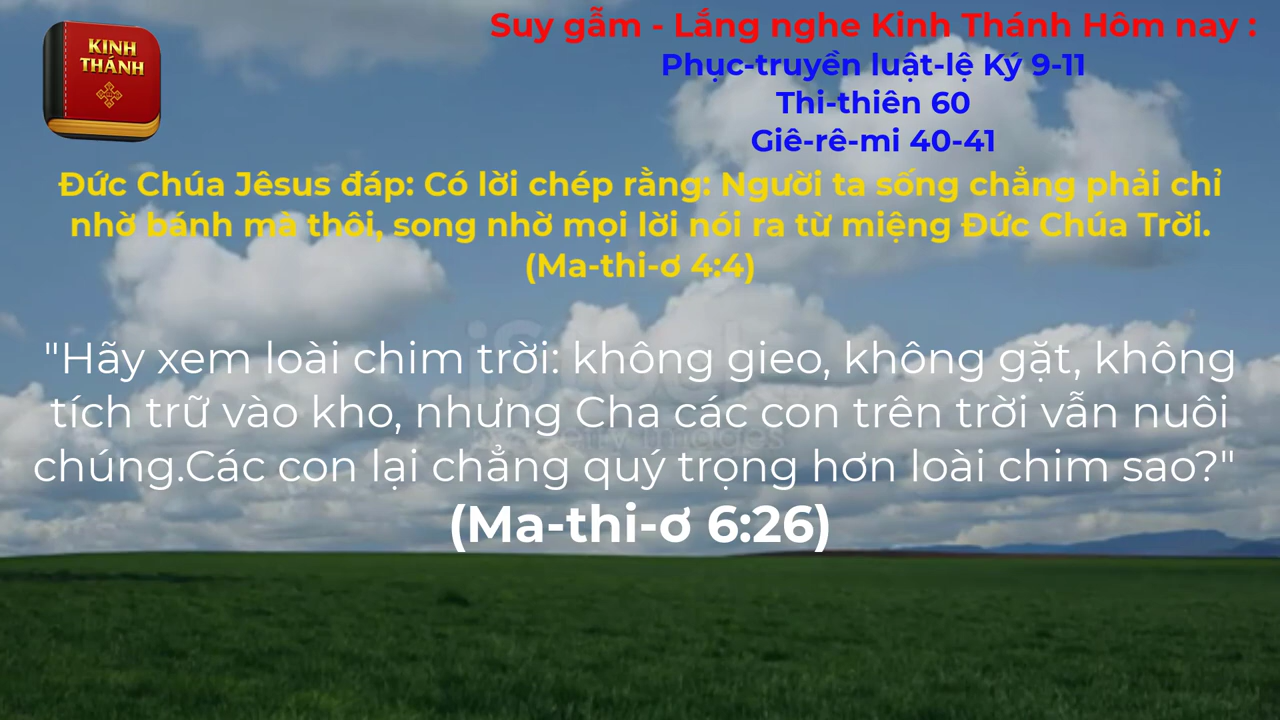 KINH
THÁNH
Suy gẫm - Lắng nghe Kinh Thánh Hôm nay :
Phục-truyền luật-lệ Ký 9-11
Thi-thiên 60
Giê-rê-mi 40-41
Đức Chúa Jêsus đáp: Có lời chép rằng: Người ta sống chẳng phải chỉ
nhờ bánh mà thôi, song nhờ mọi lời nói ra từ miệng Đức Chúa Trời.
(Ma-thi-ơ 4:4)
"Hãy xem loài chim trời: không gieo, không gặt, không
tích trữ vào kho, nhưng Cha các con trên trời vẫn nuôi
chúng.Các con lại chẳng quý trọng hơn loài chim sao?"
(Ma-thi-ơ 6:26)